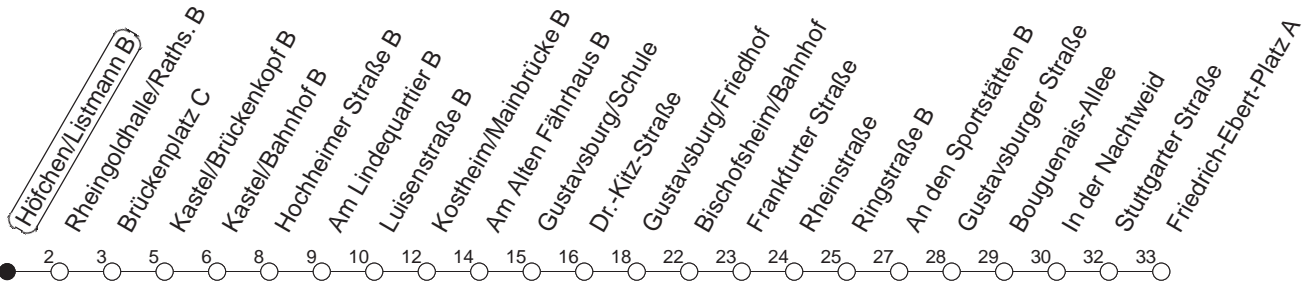 Höfchen/Listmann B
Rheingoldhalle/Raths. B
Brückenplatz C
Kastel/Brückenkopf B
Kastel/Bahnhof B
Hochheimer Straße B
Am Lindequartier B
Luisenstraße B
Kostheim/Mainbrücke B
Am Alten Fährhaus B
Gustavsburg/Schule
Dr.-Kitz-Straße
Gustavsburg/Friedhof
Bischofsheim/Bahnhof
Frankfurter Straße
Rheinstraße
Ringstraße B
An den Sportstätten B
Gustavsburger Straße
Bouguenais-Allee
In der Nachtweid
Stuttgarter Straße
Friedrich-Ebert-Platz A
2 3 5 6 8 9 10 12 14 15 16 18 22 23 24 25 27 28 29 30 32 33